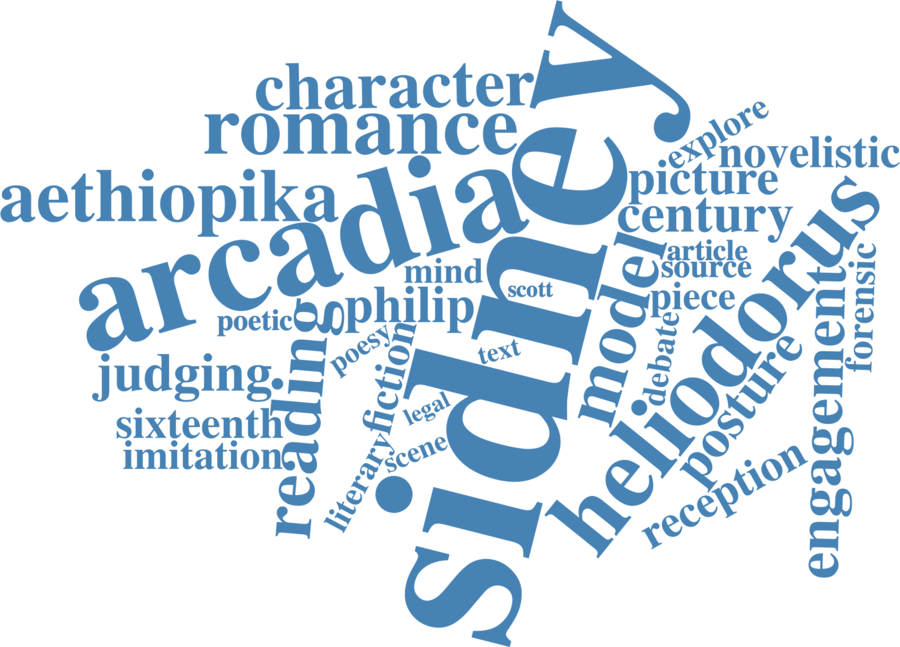 sidney
character
romance
explore
novelistic
picture
aethiopika
arcadia
century
heliodorus
article
source
mind
scott
model
piece
philip
poetic
reading
poesy
fiction
text
debate
forensic
judging
posture
engagement
legal
sixteenth
imitation
scene
literary
reception